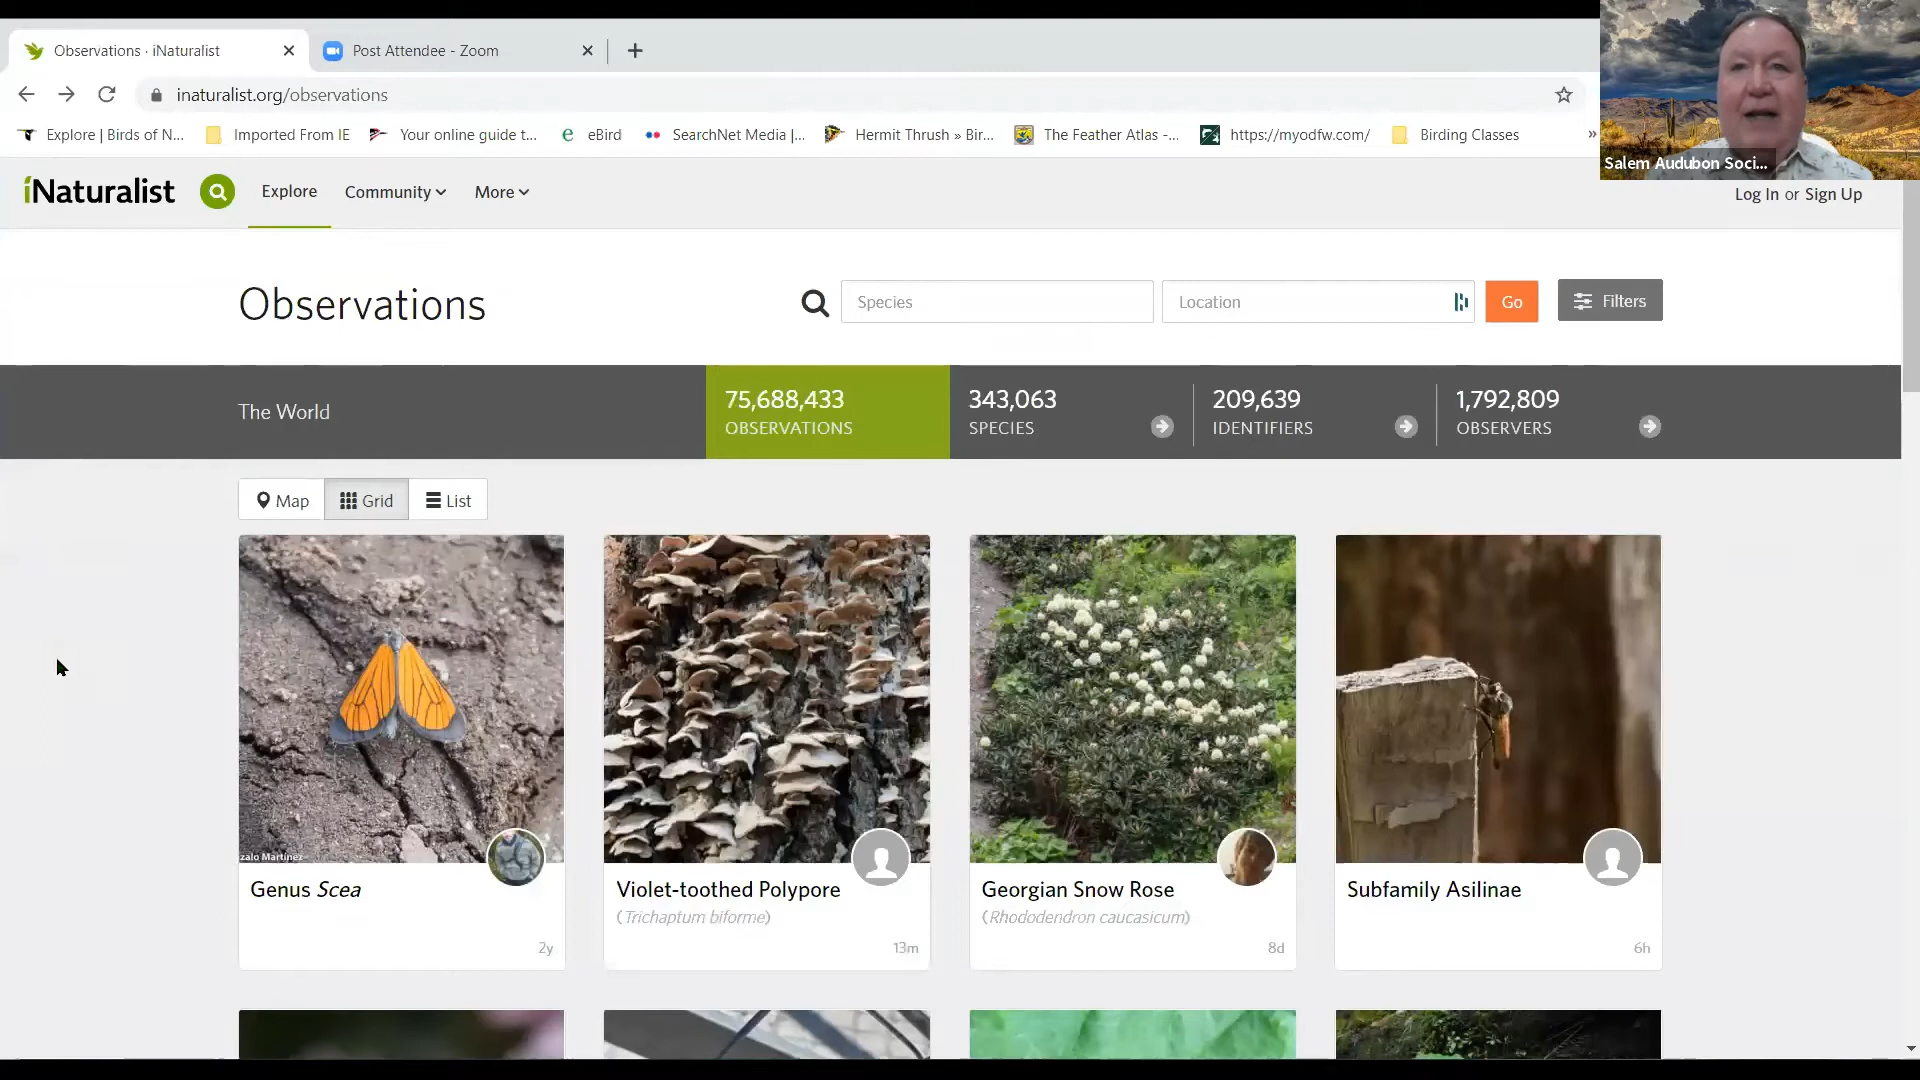 Observations · iNaturalist
Post Attendee - Zoom
inaturalist.org/observations
Explore | Birds of N...
Imported From IE
Your online guide t...
eBird
SearchNet Media |...
Hermit Thrush » Bir...
The Feather Atlas -...
https://myodfw.com/
Birding Classes
»
Salem Audubon Soci...
iNaturalist
Explore
Community
More
Log In or Sign Up
Observations
Species
Location
Go
Filters
The World
75,688,433
OBSERVATIONS
343,063
SPECIES
209,639
IDENTIFIERS
1,792,809
OBSERVERS
Map
Grid
List
zalo Martinez
Genus Scea
2y
Violet-toothed Polypore
(Trichaptum biforme)
13m
Georgian Snow Rose
(Rhododendron caucasicum)
8d
Subfamily Asilinae
6h